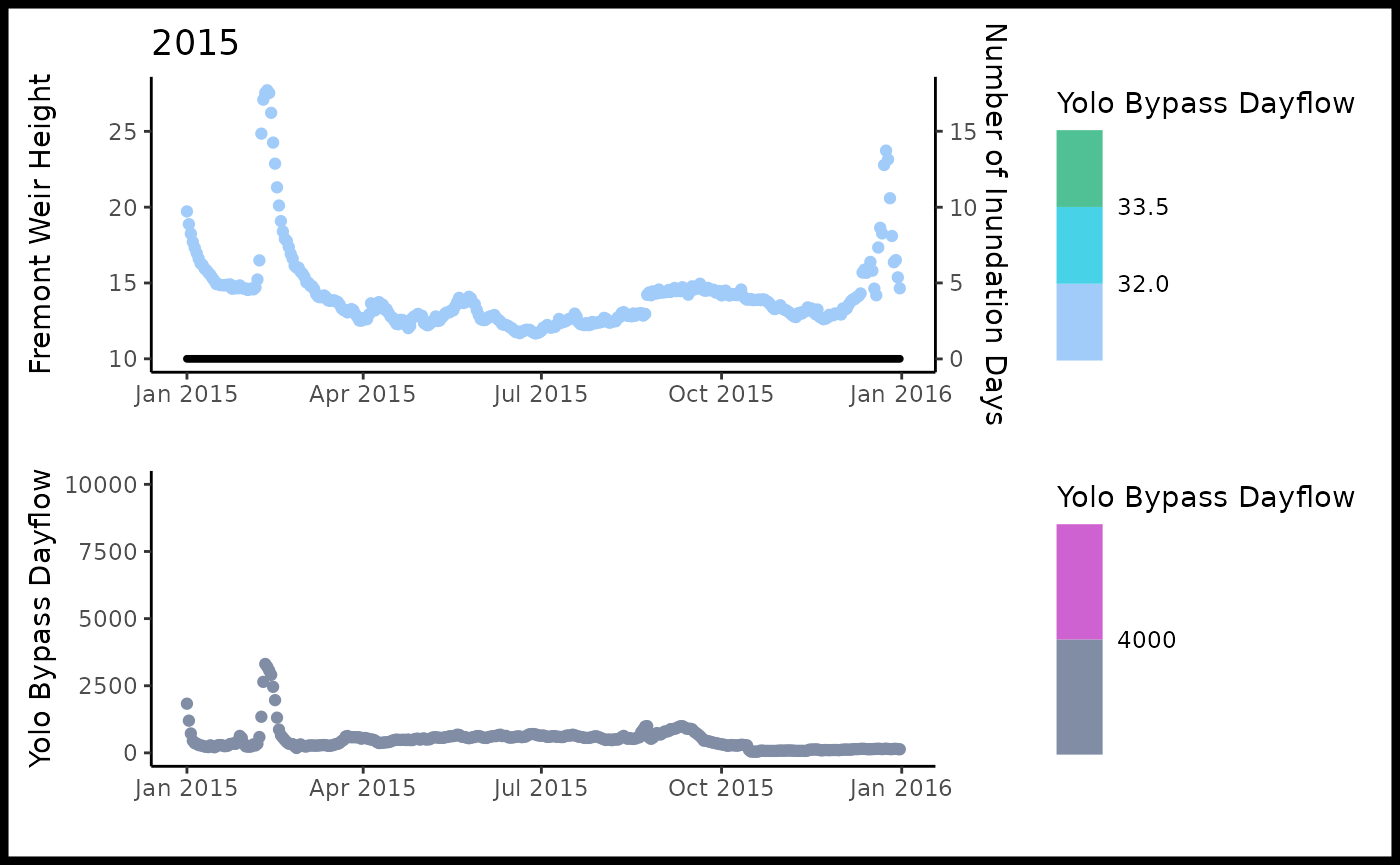 2015
Fremont Weir Height
25
20
15
10
15
10
5
0
Number of Inundation Days
Jan 2015
Apr 2015
Jul 2015
Oct 2015
Jan 2016
Yolo Bypass Dayflow
33.5
32.0
Yolo Bypass Dayflow
10000
7500
5000
2500
0
Jan 2015
Apr 2015
Jul 2015
Oct 2015
Jan 2016
Yolo Bypass Dayflow
4000